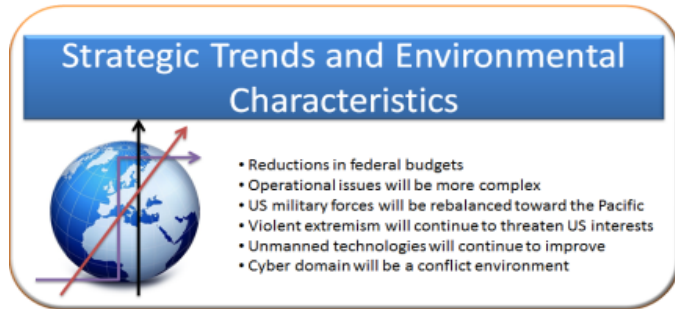 Strategic Trends and Environmental
Characteristics
• Reductions in federal budgets
• Operational issues will be more complex
• US military forces will be rebalanced toward the Pacific
• Violent extremism will continue to threaten US interests
• Unmanned technologies will continue to improve
• Cyber domain will be a conflict environment